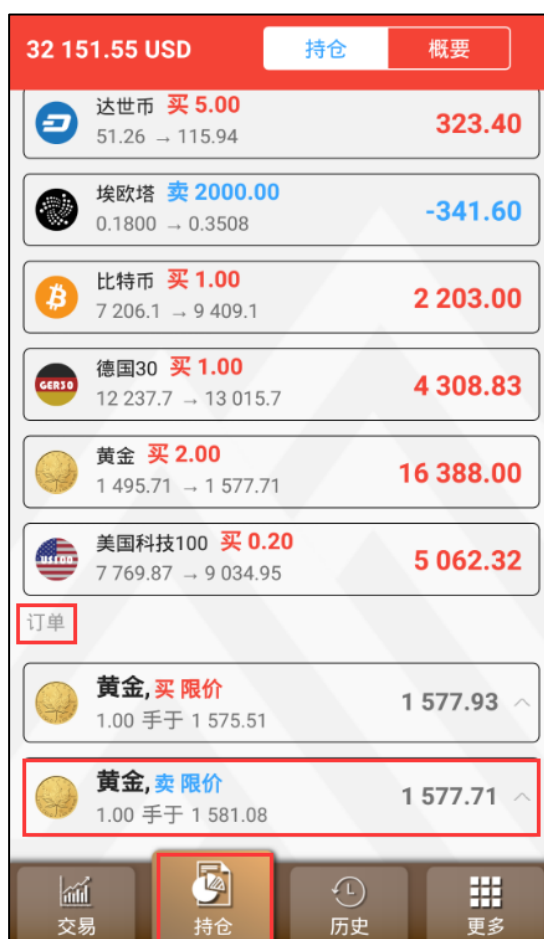 32 151.55 USD 持仓 概要
达世币 买 5.00
51.26 → 115.94
323.40
埃欧塔 卖 2000.00
0.1800 → 0.3508
-341.60
比特币 买 1.00
7 206.1 → 9 409.1
2 203.00
GER30
德国30 买 1.00
12 237.7 → 13 015.7
4 308.83
黄金 买 2.00
1 495.71 → 1 577.71
16 388.00
美国科技100 买 0.20
7 769.87 → 9 034.95
5 062.32
订单
黄金, 买 限价
1.00 手于 1 575.51
1 577.93
黄金, 卖 限价
1.00 手于 1 581.08
1 577.71
交易 持仓 历史 更多